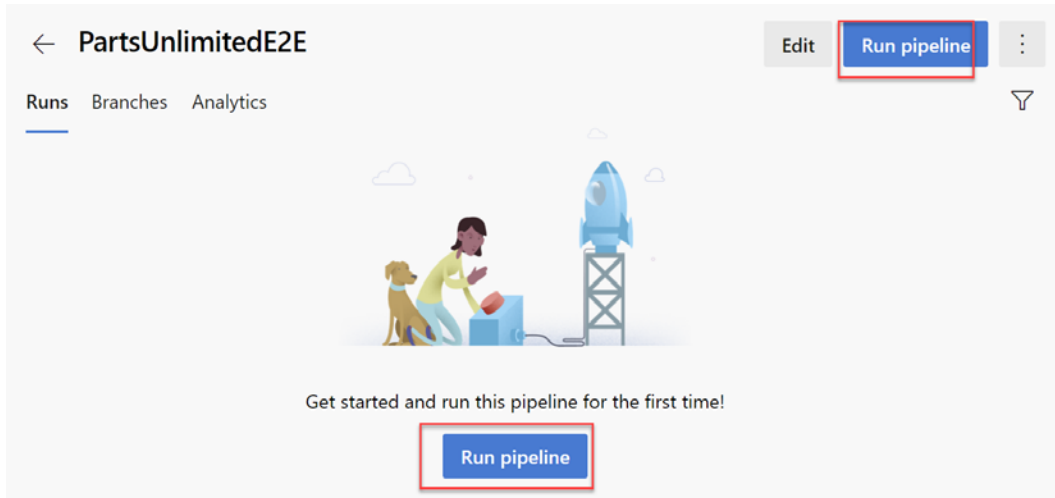 PartsUnlimitedE2E
Edit
Run pipeline
Runs Branches Analytics
Get started and run this pipeline for the first time!
Run pipeline